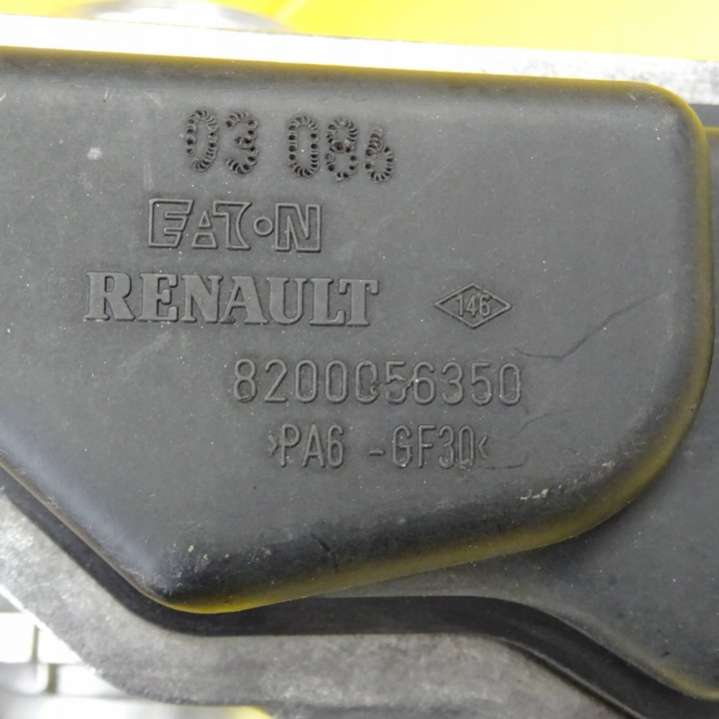 03 086
EATON
RENAULT 146
8200056350
>PA6 -GF30<